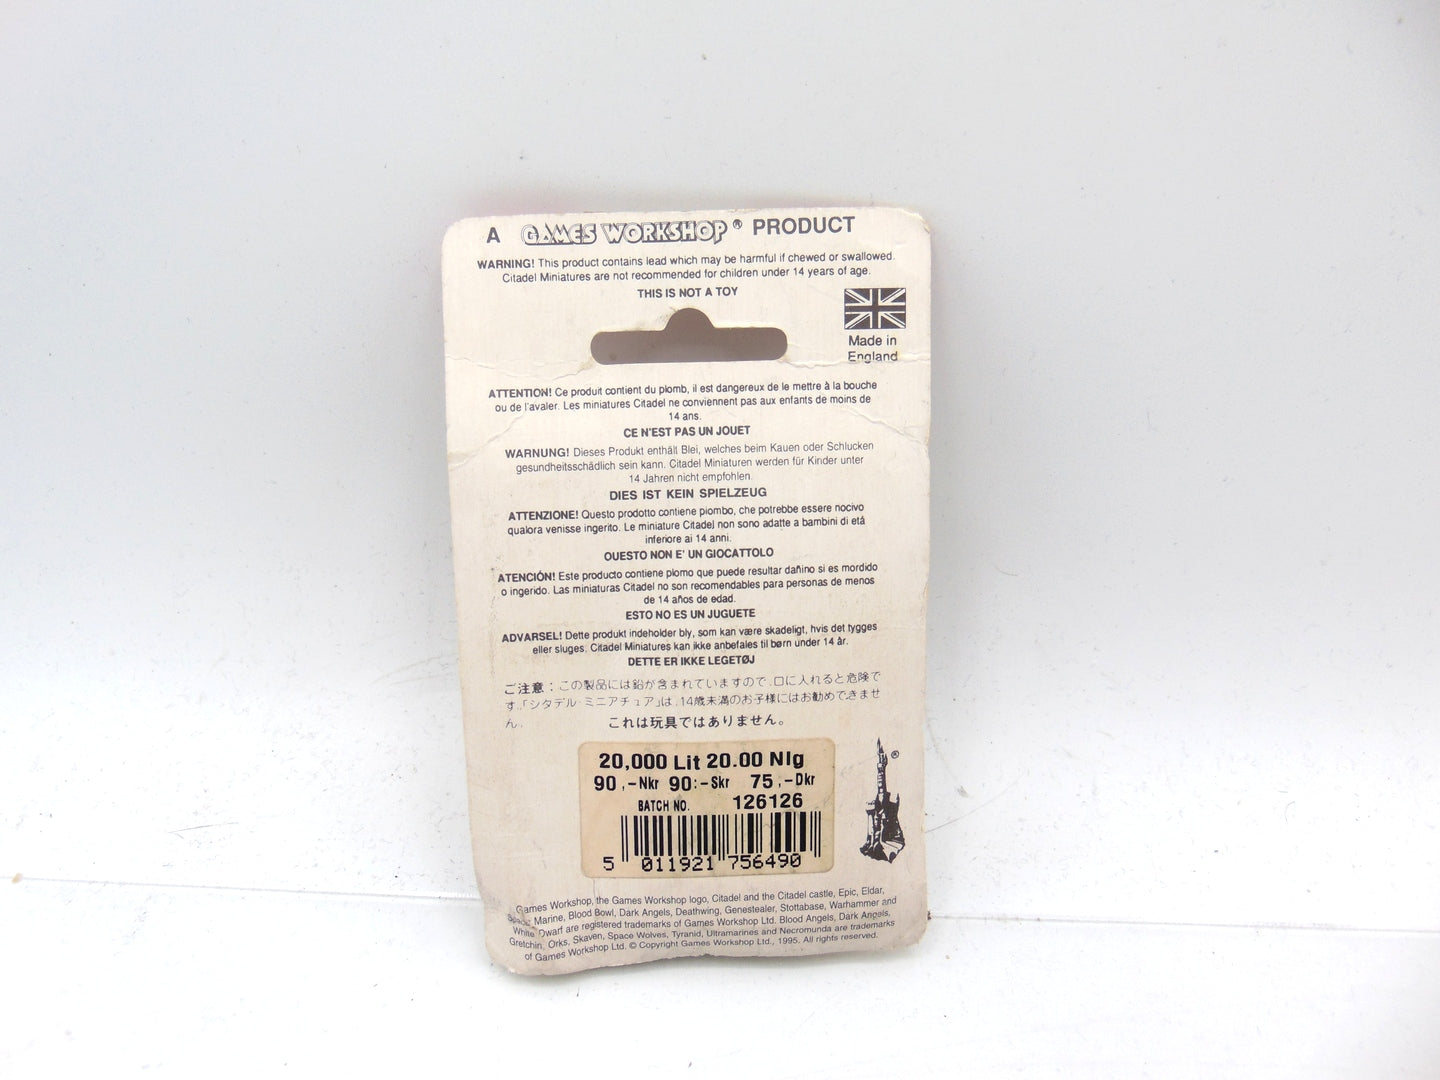 A GAMES WORKSHOP® PRODUCT
WARNING! This product contains lead which may be harmful if chewed or swallowed.
Citadel Miniatures are not recommended for children under 14 years of age.
THIS IS NOT A TOY
Made in
England
ATTENTION! Ce produit contient du plomb, il est dangereux de le mettre à la bouche
ou de l'avaler. Les miniatures Citadel ne conviennent pas aux enfants de moins de
14 ans.
CE N'EST PAS UN JOUET
WARNUNG! Dieses Produkt enthält Blei, welches beim Kauen oder Schlucken
gesundheitsschädlich sein kann. Citadel Miniaturen werden für Kinder unter
14 Jahren nicht empfohlen.
DIES IST KEIN SPIELZEUG
ATTENZIONE! Questo prodotto contiene piombo, che potrebbe essere nocivo
qualora venisse ingerito. Le miniature Citadel non sono adatte a bambini di etá
inferiore ai 14 anni.
QUESTO NON E' UN GIOCATTOLO
ATENCIÓN! Este producto contiene plomo que puede resultar dañino si es mordido
o ingerido. Las miniaturas Citadel no son recomendables para personas de menos
de 14 años de edad.
ESTO NO ES UN JUGUETE
ADVARSEL! Dette produkt indeholder bly, som kan være skadeligt, hvis det tygges
eller sluges. Citadel Miniatures kan ikke anbefales til børn under 14 år.
DETTE ER IKKE LEGETØJ
ご注意：この製品には鉛が含まれていますので、口に入れると危険で
す。「シタデル・ミニアチュア」は、14歳未満のお子様にはお勧めできませ
ん。
これは玩具ではありません。
20,000 Lit 20.00 Nlg
90,-Nkr 90:-Skr 75,-Dkr
BATCH NO. 126126
5 011921 756490
®
Games Workshop, the Games Workshop logo, Citadel and the Citadel castle, Epic, Eldar,
Space Marine, Blood Bowl, Dark Angels, Deathwing, Genestealer, Slottabase, Warhammer and
White Dwarf are registered trademarks of Games Workshop Ltd. Blood Angels, Dark Angels,
Gretchin, Orks, Skaven, Space Wolves, Tyranid, Ultramarines and Necromunda are trademarks
of Games Workshop Ltd. © Copyright Games Workshop Ltd., 1995. All rights reserved.